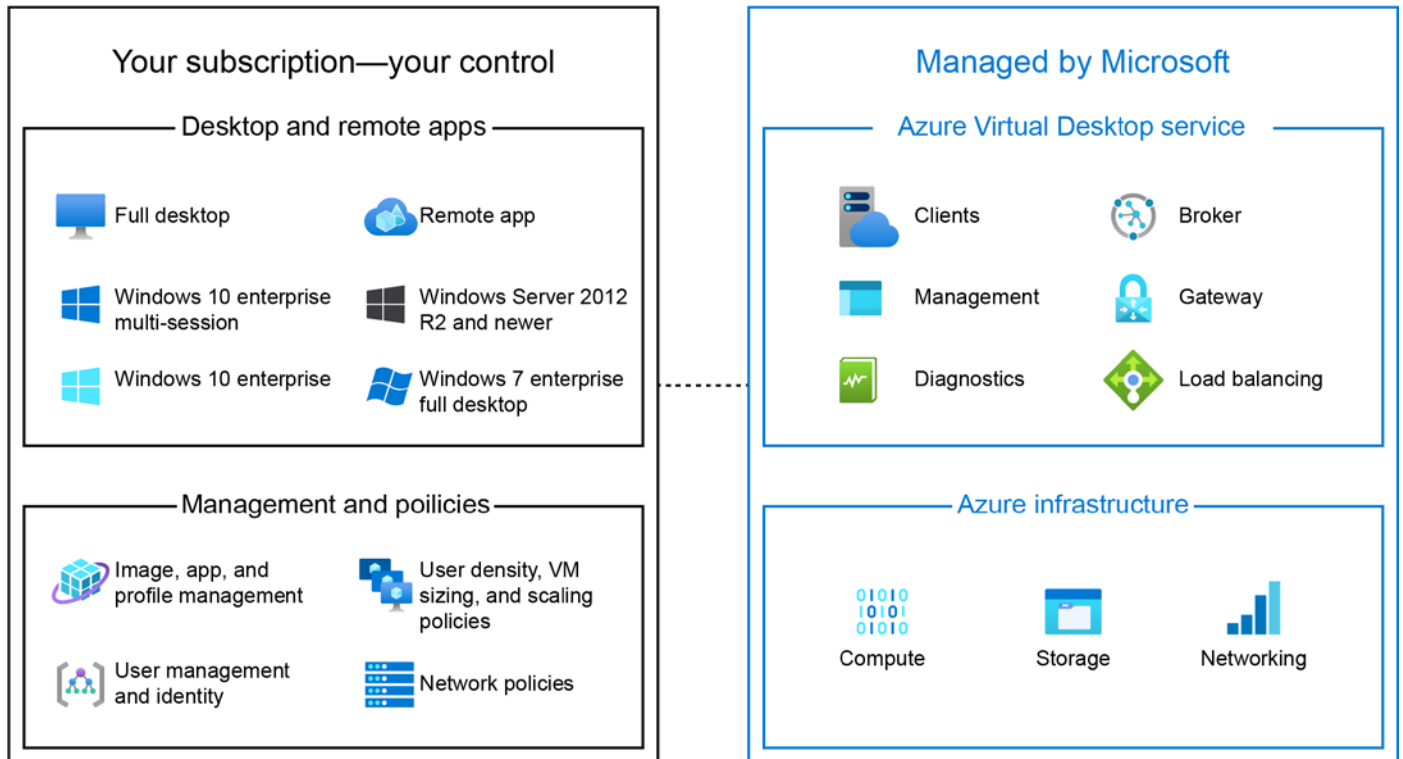 Your subscription—your control
Desktop and remote apps
Full desktop
Remote app
Windows 10 enterprise
multi-session
Windows Server 2012
R2 and newer
Windows 10 enterprise
Windows 7 enterprise
full desktop
Management and poilicies
Image, app, and
profile management
User density, VM
sizing, and scaling
policies
User management
and identity
Network policies
Managed by Microsoft
Azure Virtual Desktop service
Clients
Broker
Management
Gateway
Diagnostics
Load balancing
Azure infrastructure
Compute
Storage
Networking